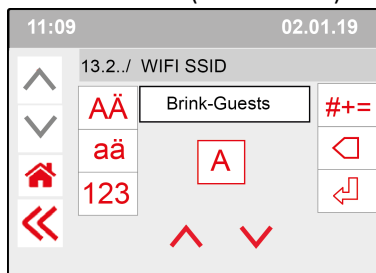 11:09 02.01.19
13.2../ WIFI SSID
AÄ Brink-Guests #+=
aä A
123